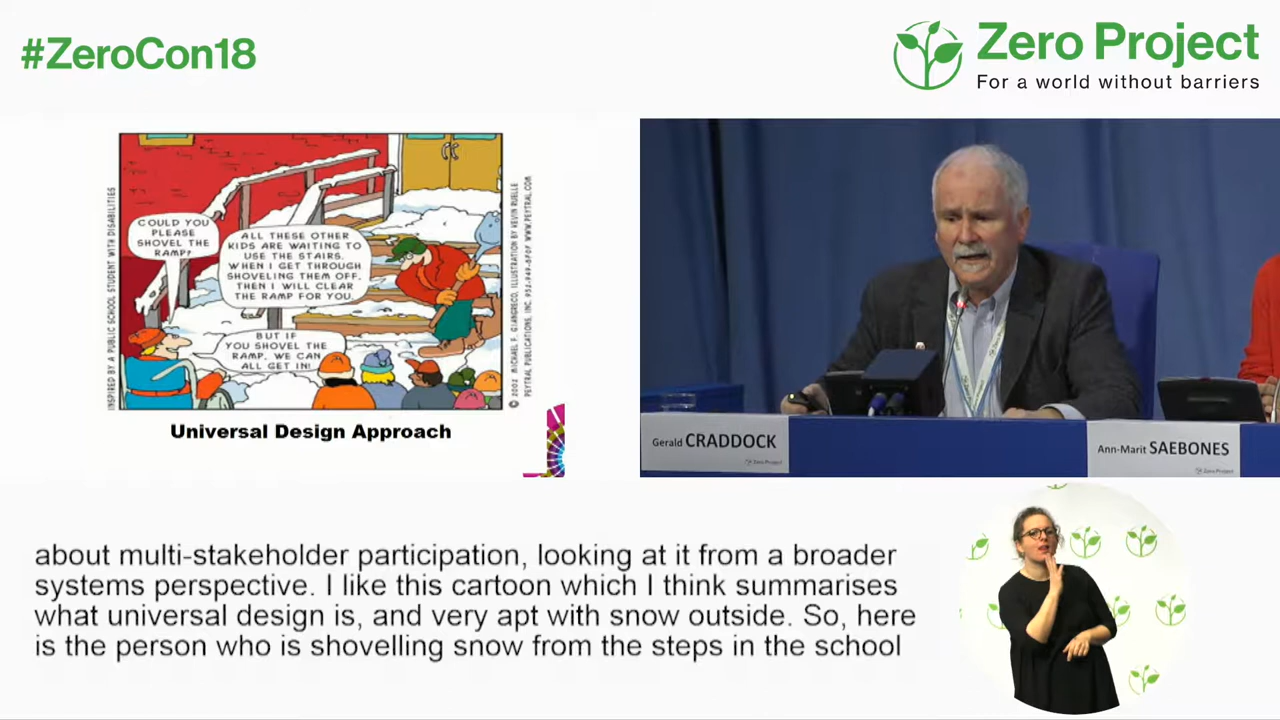 #ZeroCon18
Zero Project
For a world without barriers
INSPIRED BY A PUBLIC SCHOOL STUDENT WITH DISABILITIES
COULD YOU
PLEASE
SHOVEL THE
RAMP?
ALL THESE OTHER
KIDS ARE WAITING TO
USE THE STAIRS.
WHEN I GET THROUGH
SHOVELING THEM OFF,
THEN I WILL CLEAR
THE RAMP FOR YOU.
BUT IF
YOU SHOVEL THE
RAMP, WE CAN
ALL GET IN!
© 2002 MICHAEL F. GIANGRECO, ILLUSTRATION BY KEVIN RUELLE
PEYTRAL PUBLICATIONS, INC. 952-949-8707 WWW.PEYTRAL.COM
Universal Design Approach
Gerald CRADDOCK
Zero Project
Ann-Marit SAEBONES
Zero Project
about multi-stakeholder participation, looking at it from a broader
systems perspective. I like this cartoon which I think summarises
what universal design is, and very apt with snow outside. So, here
is the person who is shovelling snow from the steps in the school